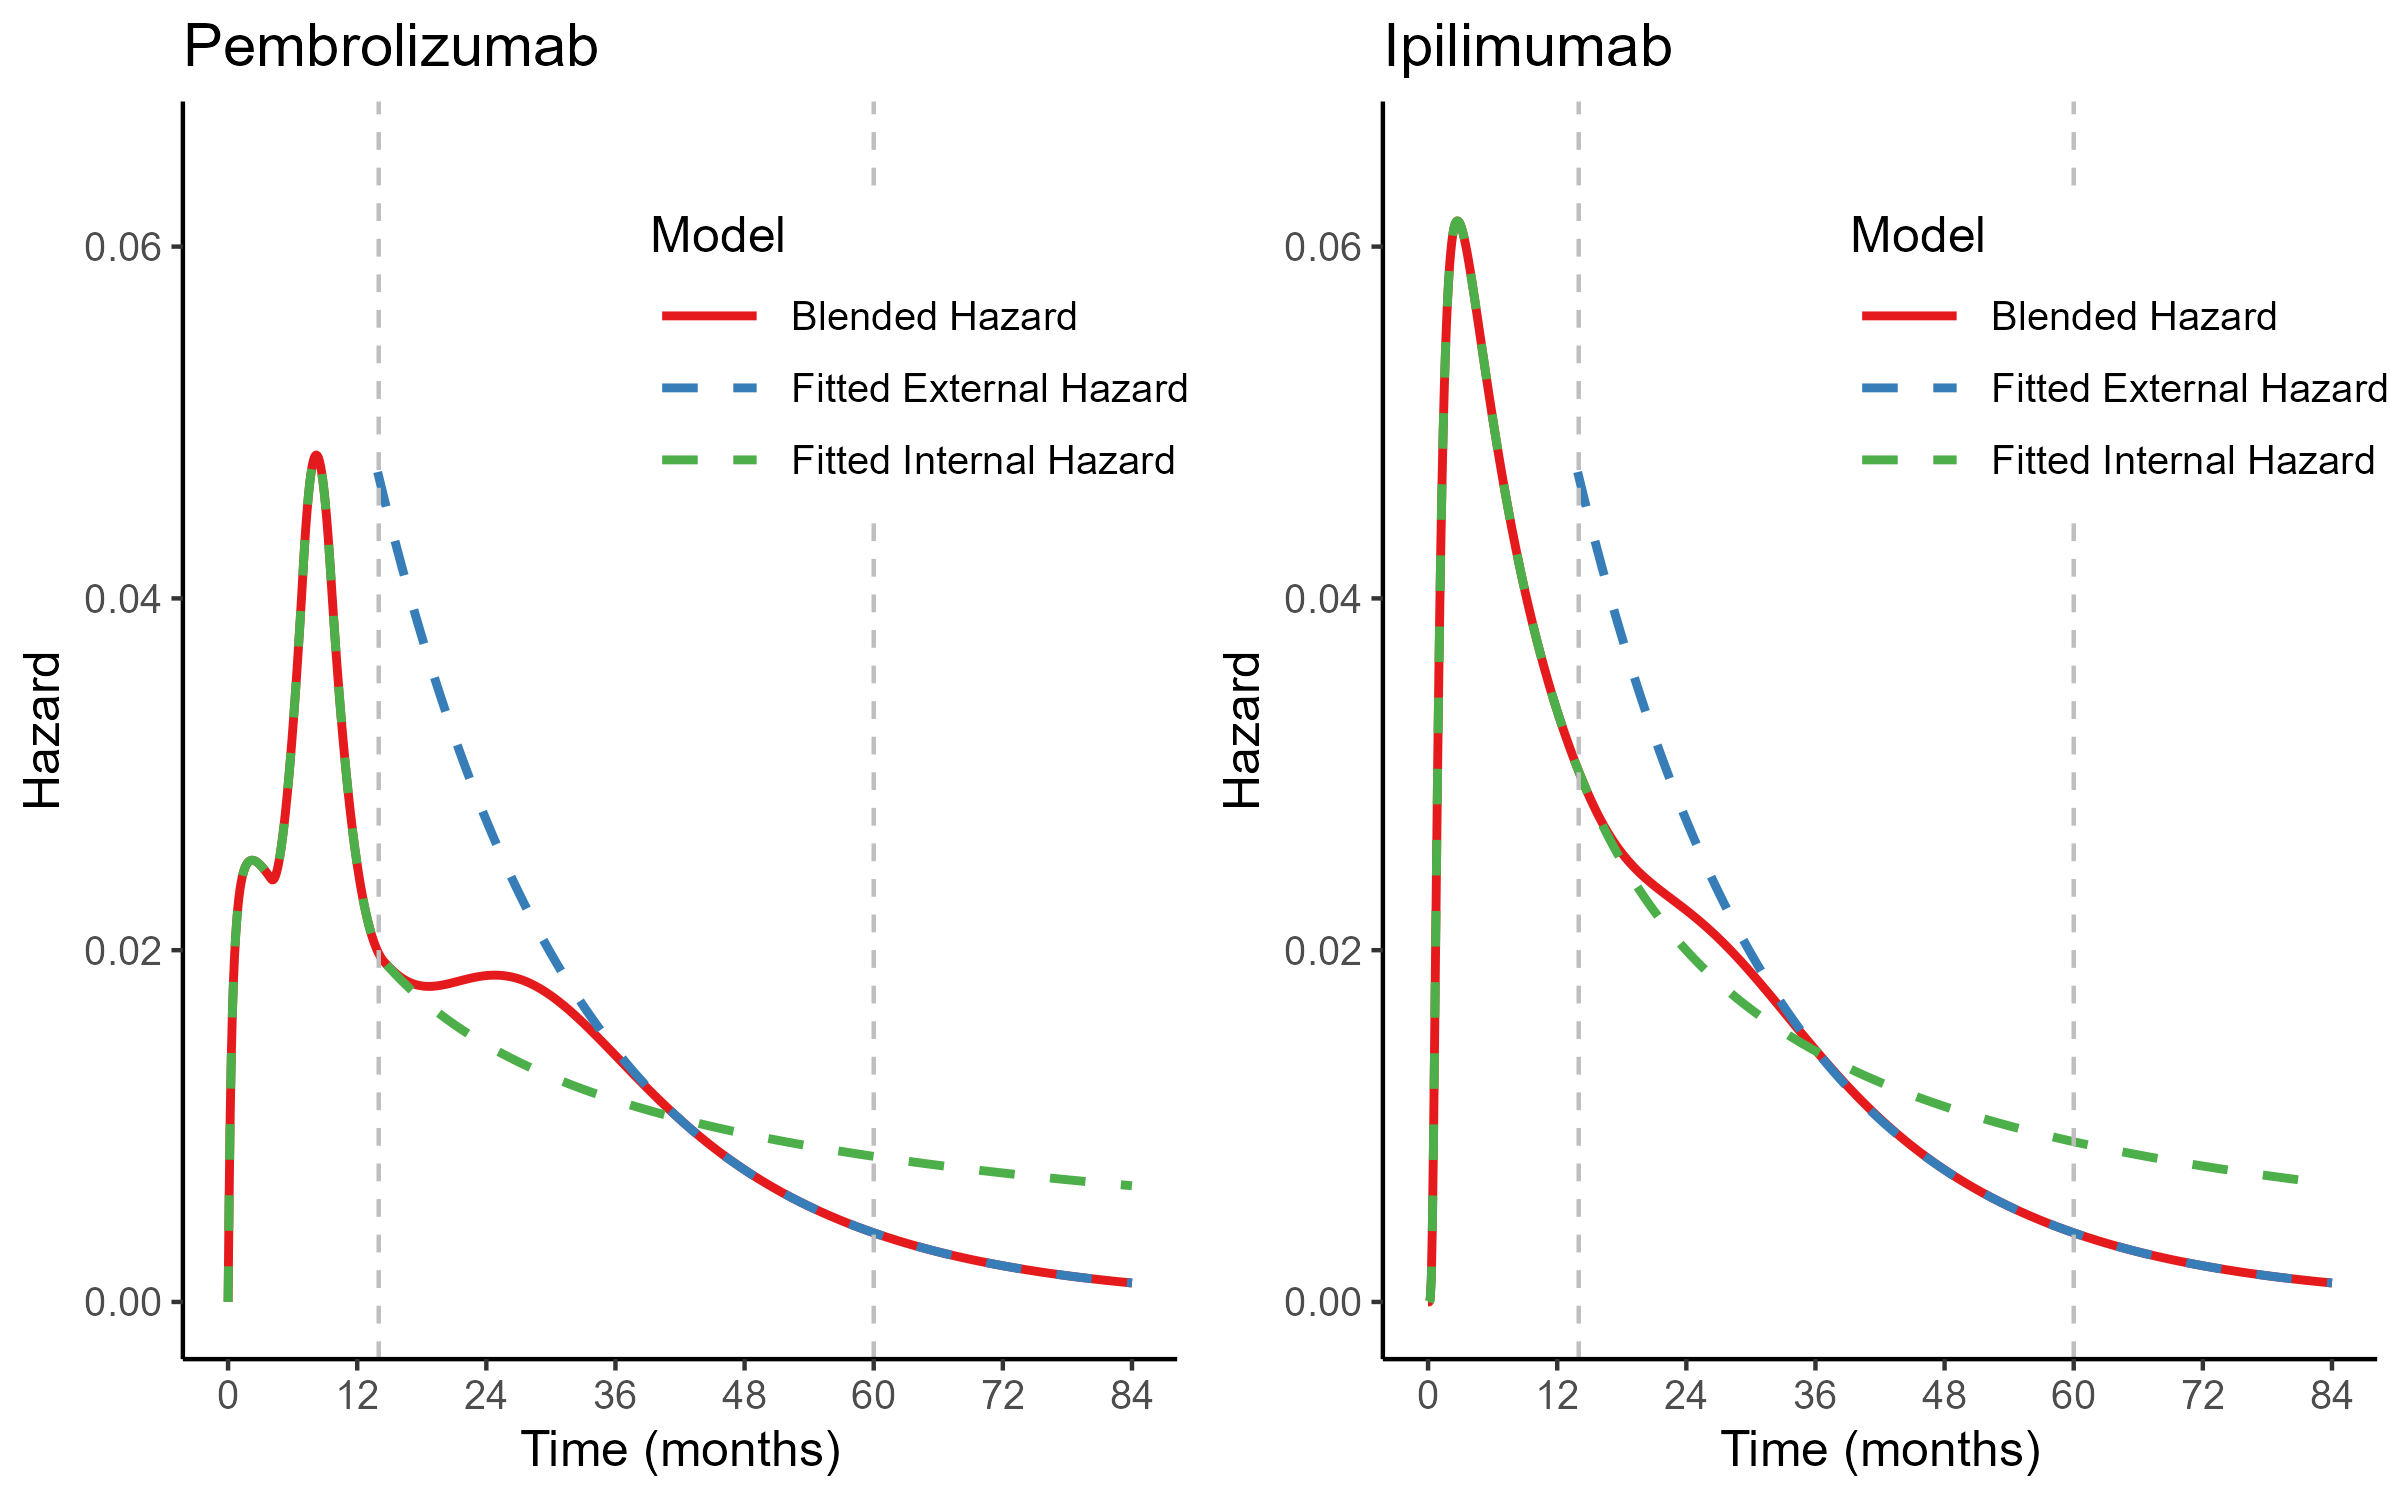 Pembrolizumab
Hazard
0.06
0.04
0.02
0.00
Model
Blended Hazard
Fitted External Hazard
Fitted Internal Hazard
0 12 24 36 48 60 72 84
Time (months)
Ipilimumab
Hazard
0.06
0.04
0.02
0.00
Model
Blended Hazard
Fitted External Hazard
Fitted Internal Hazard
0 12 24 36 48 60 72 84
Time (months)